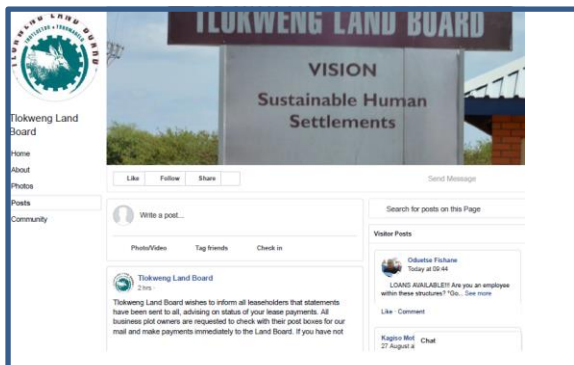 TLOKWENG LAND BOARD
TLOKWENG LAND BOARD
VISION
Sustainable Human
Settlements
Tlokweng Land
Board
Home
About
Photos
Posts
Community
Like Follow Share
Send Message
Write a post...
Photo/Video Tag friends Check in
Search for posts on this Page
Visitor Posts
Oduetse Fishane
Today at 09:44
LOANS AVAILABLE!!! Are you an employee
within these structures? *Go... See more
Like · Comment
Kagiso Mot
27 August a
Chat
Tlokweng Land Board
2 hrs ·
Tlokweng Land Board wishes to inform all leaseholders that statements
have been sent to all, advising on status of your lease payments. All
business plot owners are requested to check with their post boxes for our
mail and make payments immediately to the Land Board. If you have not